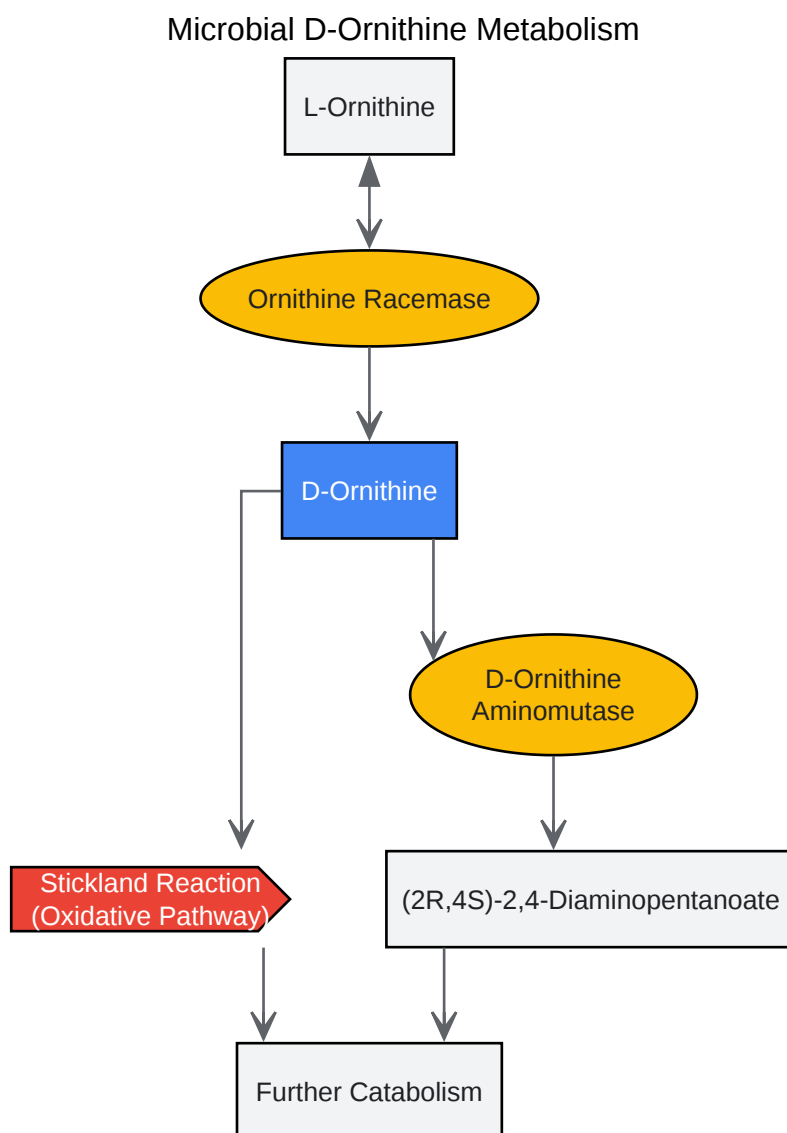 Microbial D-Ornithine Metabolism
L-Ornithine
Ornithine Racemase
D-Ornithine
D-Ornithine
Aminomutase
Stickland Reaction
(Oxidative Pathway)
(2R,4S)-2,4-Diaminopentanoate
Further Catabolism